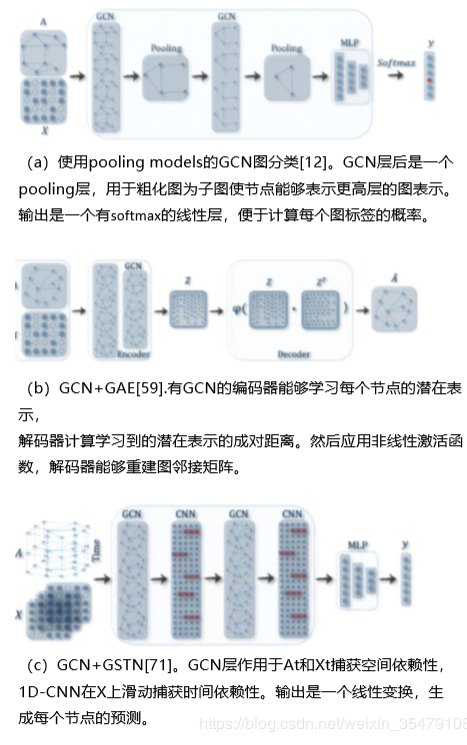 A
GCN
GCN
Pooling
Pooling
MLP
Softmax
y
X
（a）使用pooling models的GCN图分类[12]。GCN层后是一个
pooling层，用于粗化图为子图使节点能够表示更高层的图表示。
输出是一个有softmax的线性层，便于计算每个图标签的概率。
GCN
Z
Z
Zᵀ
Â
φ(
)
Encoder
Decoder
（b）GCN+GAE[59].有GCN的编码器能够学习每个节点的潜在表
示，
解码器计算学习到的潜在表示的成对距离。然后应用非线性激活函
数，解码器能够重建图邻接矩阵。
GCN
CNN
GCN
CNN
A
Time
MLP
y
X
（c）GCN+GSTN[71]。GCN层作用于At和Xt捕获空间依赖性，
1D-CNN在X上滑动捕获时间依赖性。输出是一个线性变换，生
成每个节点的预测。
https://blog.csdn.net/weixin_35479108